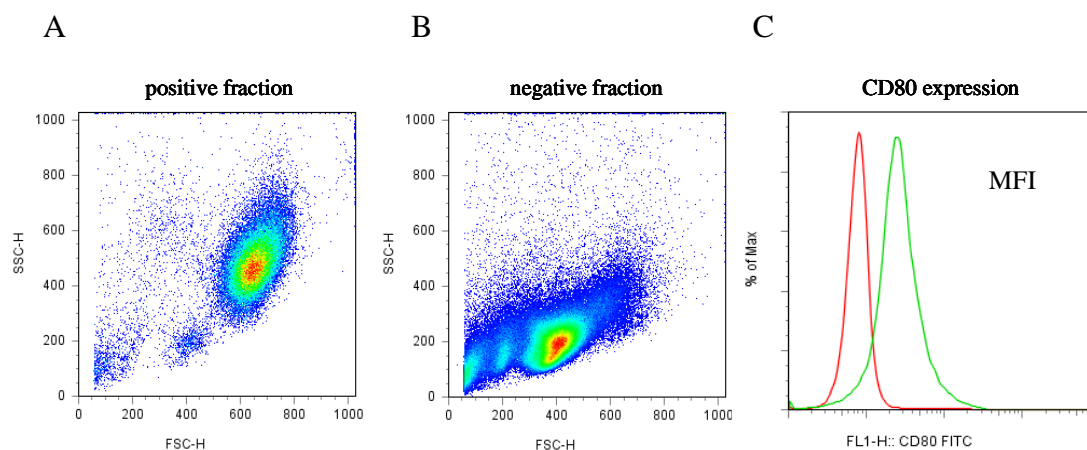 A
B
C
positive fraction
negative fraction
CD80 expression
1000
800
600
400
200
0
SSC-H
0
200
400
600
800
1000
FSC-H
1000
800
600
400
200
0
SSC-H
0
200
400
600
800
1000
FSC-H
MFI
% of Max
FL1-H:: CD80 FITC